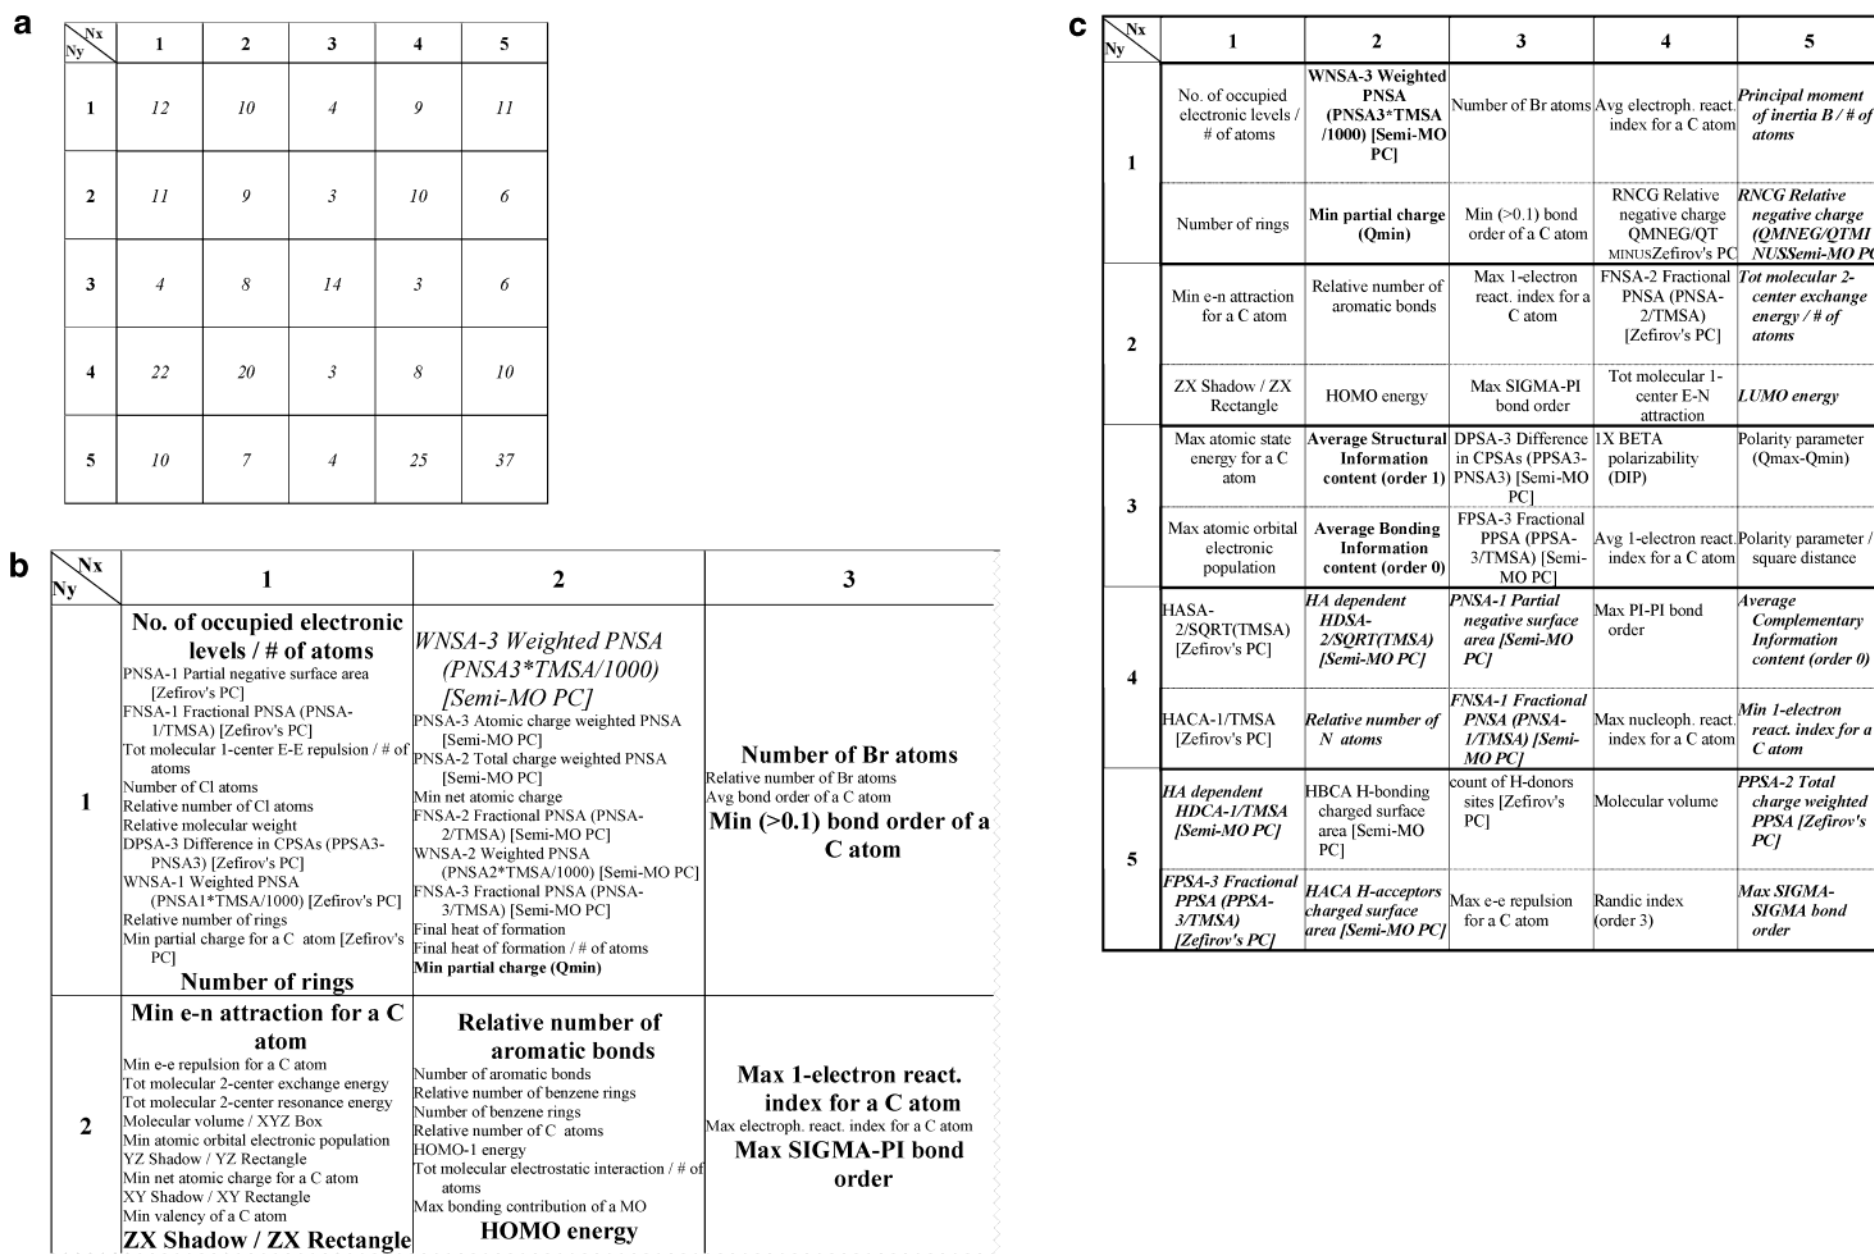 a
Nx
Ny
1 2 3 4 5
1 12 10 4 9 11
2 11 9 3 10 6
3 4 8 14 3 6
4 22 20 3 8 10
5 10 7 4 25 37
b
Nx
Ny
1 2 3
1
No. of occupied electronic
levels / # of atoms
PNSA-1 Partial negative surface area
[Zefirov's PC]
FNSA-1 Fractional PNSA (PNSA-
1/TMSA) [Zefirov's PC]
Tot molecular 1-center E-E repulsion / # of
atoms
Number of Cl atoms
Relative number of Cl atoms
Relative molecular weight
DPSA-3 Difference in CPSAs (PPSA3-
PNSA3) [Zefirov's PC]
WNSA-1 Weighted PNSA
(PNSA1*TMSA/1000) [Zefirov's PC]
Relative number of rings
Min partial charge for a C atom [Zefirov's
PC]
Number of rings
WNSA-3 Weighted PNSA
(PNSA3*TMSA/1000)
[Semi-MO PC]
PNSA-3 Atomic charge weighted PNSA
[Semi-MO PC]
PNSA-2 Total charge weighted PNSA
[Semi-MO PC]
Min net atomic charge
FNSA-2 Fractional PNSA (PNSA-
2/TMSA) [Semi-MO PC]
WNSA-2 Weighted PNSA
(PNSA2*TMSA/1000) [Semi-MO PC]
FNSA-3 Fractional PNSA (PNSA-
3/TMSA) [Semi-MO PC]
Final heat of formation
Final heat of formation / # of atoms
Min partial charge (Qmin)
Number of Br atoms
Relative number of Br atoms
Avg bond order of a C atom
Min (>0.1) bond order of a
C atom
2
Min e-n attraction for a C
atom
Min e-e repulsion for a C atom
Tot molecular 2-center exchange energy
Tot molecular 2-center resonance energy
Molecular volume / XYZ Box
Min atomic orbital electronic population
YZ Shadow / YZ Rectangle
Min net atomic charge for a C atom
XY Shadow / XY Rectangle
Min valency of a C atom
ZX Shadow / ZX Rectangle
Relative number of
aromatic bonds
Number of aromatic bonds
Relative number of benzene rings
Number of benzene rings
Relative number of C atoms
HOMO-1 energy
Tot molecular electrostatic interaction / # of
atoms
Max bonding contribution of a MO
HOMO energy
Max 1-electron react.
index for a C atom
Max electroph. react. index for a C atom
Max SIGMA-PI bond
order
c
Nx
Ny
1 2 3 4 5
1
No. of occupied
electronic levels /
# of atoms
WNSA-3 Weighted
PNSA
(PNSA3*TMSA
/1000) [Semi-MO
PC]
Number of Br atoms
Avg electroph. react.
index for a C atom
Principal moment
of inertia B / # of
atoms
Number of rings
Min partial charge
(Qmin)
Min (>0.1) bond
order of a C atom
RNCG Relative
negative charge
QMNEG/QT
MINUSZefirov's PC
RNCG Relative
negative charge
(QMNEG/QTMI
NUSSemi-MO PC
2
Min e-n attraction
for a C atom
Relative number of
aromatic bonds
Max 1-electron
react. index for a
C atom
FNSA-2 Fractional
PNSA (PNSA-
2/TMSA)
[Zefirov's PC]
Tot molecular 2-
center exchange
energy / # of
atoms
ZX Shadow / ZX
Rectangle
HOMO energy
Max SIGMA-PI
bond order
Tot molecular 1-
center E-N
attraction
LUMO energy
3
Max atomic state
energy for a C
atom
Average Structural
Information
content (order 1)
DPSA-3 Difference
in CPSAs (PPSA3-
PNSA3) [Semi-MO
PC]
1X BETA
polarizability
(DIP)
Polarity parameter
(Qmax-Qmin)
Max atomic orbital
electronic
population
Average Bonding
Information
content (order 0)
FPSA-3 Fractional
PPSA (PPSA-
3/TMSA) [Semi-
MO PC]
Avg 1-electron react.
index for a C atom
Polarity parameter /
square distance
4
HASA-
2/SQRT(TMSA)
[Zefirov's PC]
HA dependent
HDSA-
2/SQRT(TMSA)
[Semi-MO PC]
PNSA-1 Partial
negative surface
area [Semi-MO
PC]
Max PI-PI bond
order
Average
Complementary
Information
content (order 0)
HACA-1/TMSA
[Zefirov's PC]
Relative number of
N atoms
FNSA-1 Fractional
PNSA (PNSA-
1/TMSA) [Semi-
MO PC]
Max nucleoph. react.
index for a C atom
Min 1-electron
react. index for a
C atom
5
HA dependent
HDCA-1/TMSA
[Semi-MO PC]
HBCA H-bonding
charged surface
area [Semi-MO
PC]
count of H-donors
sites [Zefirov's
PC]
Molecular volume
PPSA-2 Total
charge weighted
PPSA [Zefirov's
PC]
FPSA-3 Fractional
PPSA (PPSA-
3/TMSA)
[Zefirov's PC]
HACA H-acceptors
charged surface
area [Semi-MO PC]
Max e-e repulsion
for a C atom
Randic index
(order 3)
Max SIGMA-
SIGMA bond
order